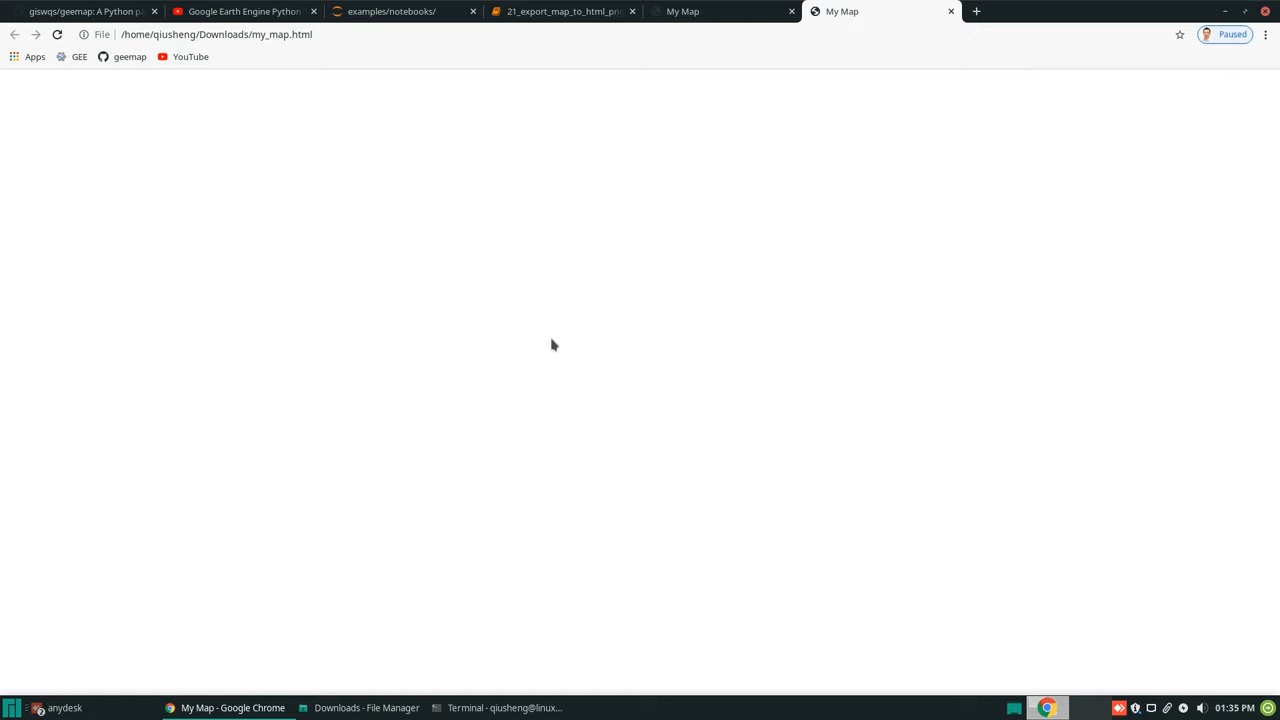 giswqs/geemap: A Python pa
Google Earth Engine Python
examples/notebooks/
21_export_map_to_html_png
My Map
My Map
File
/home/qiusheng/Downloads/my_map.html
Paused
Apps
GEE
geemap
YouTube
anydesk
My Map - Google Chrome
Downloads - File Manager
Terminal - qiusheng@linux...
01:35 PM